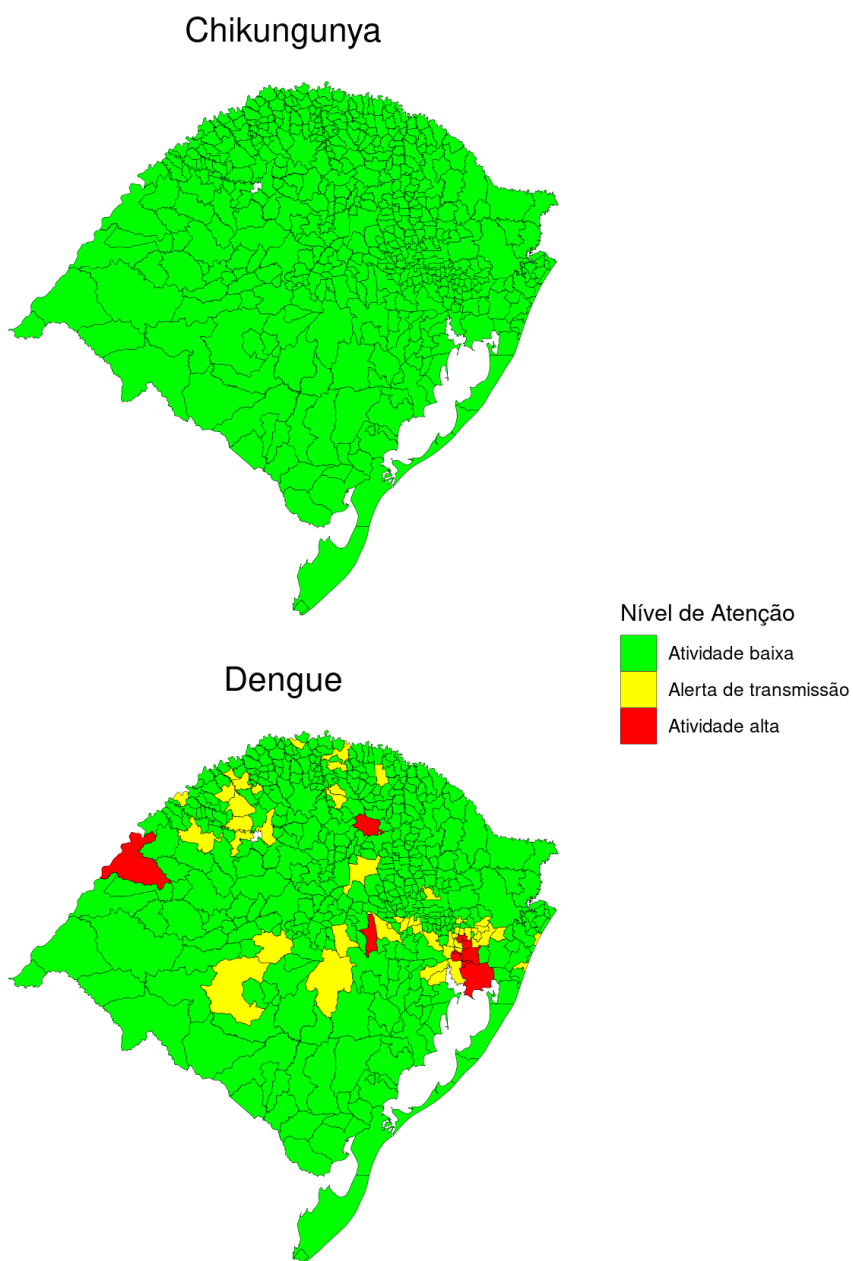 Chikungunya
Nível de Atenção
Atividade baixa
Alerta de transmissão
Atividade alta
Dengue